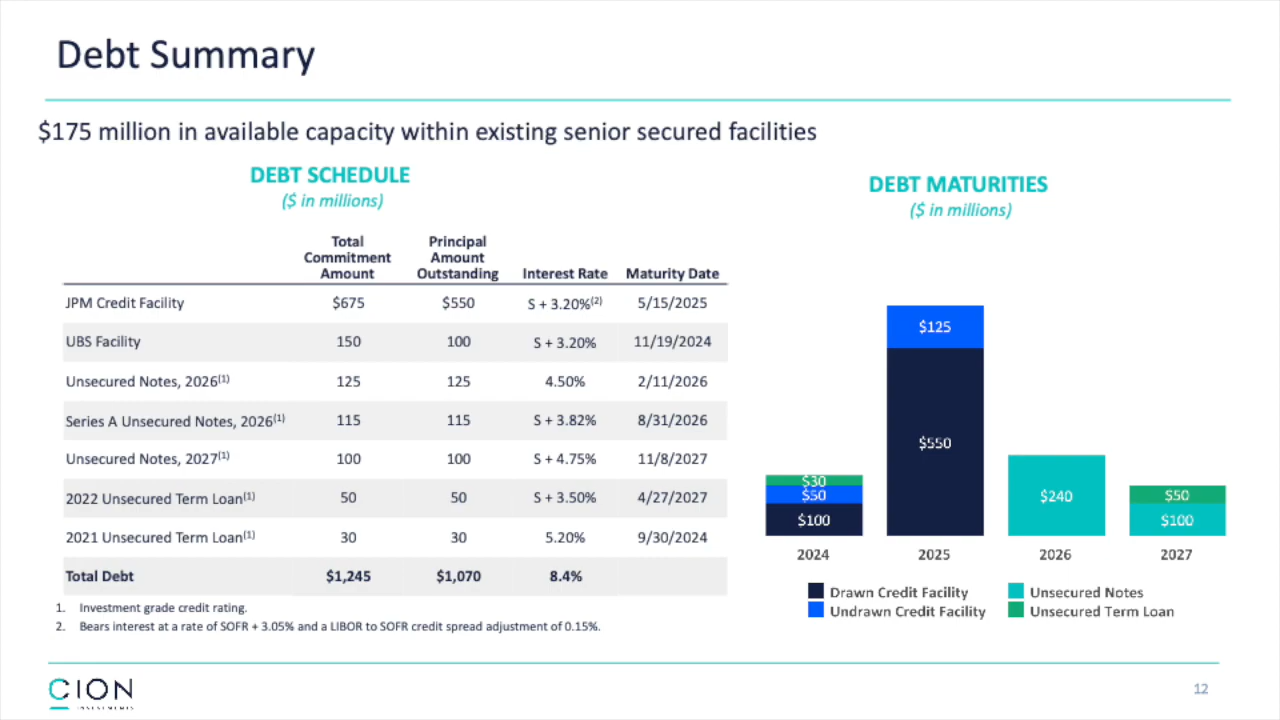 Debt Summary
$175 million in available capacity within existing senior secured facilities
DEBT SCHEDULE
($ in millions)
Total Commitment Amount Principal Amount Outstanding Interest Rate Maturity Date
JPM Credit Facility $675 $550 S + 3.20%(2) 5/15/2025
UBS Facility 150 100 S + 3.20% 11/19/2024
Unsecured Notes, 2026(1) 125 125 4.50% 2/11/2026
Series A Unsecured Notes, 2026(1) 115 115 S + 3.82% 8/31/2026
Unsecured Notes, 2027(1) 100 100 S + 4.75% 11/8/2027
2022 Unsecured Term Loan(1) 50 50 S + 3.50% 4/27/2027
2021 Unsecured Term Loan(1) 30 30 5.20% 9/30/2024
Total Debt $1,245 $1,070 8.4%
1. Investment grade credit rating.
2. Bears interest at a rate of SOFR + 3.05% and a LIBOR to SOFR credit spread adjustment of 0.15%.
DEBT MATURITIES
($ in millions)
$30
$50
$100
$125
$550
$240
$50
$100
2024 2025 2026 2027
Drawn Credit Facility
Undrawn Credit Facility
Unsecured Notes
Unsecured Term Loan
CION
12